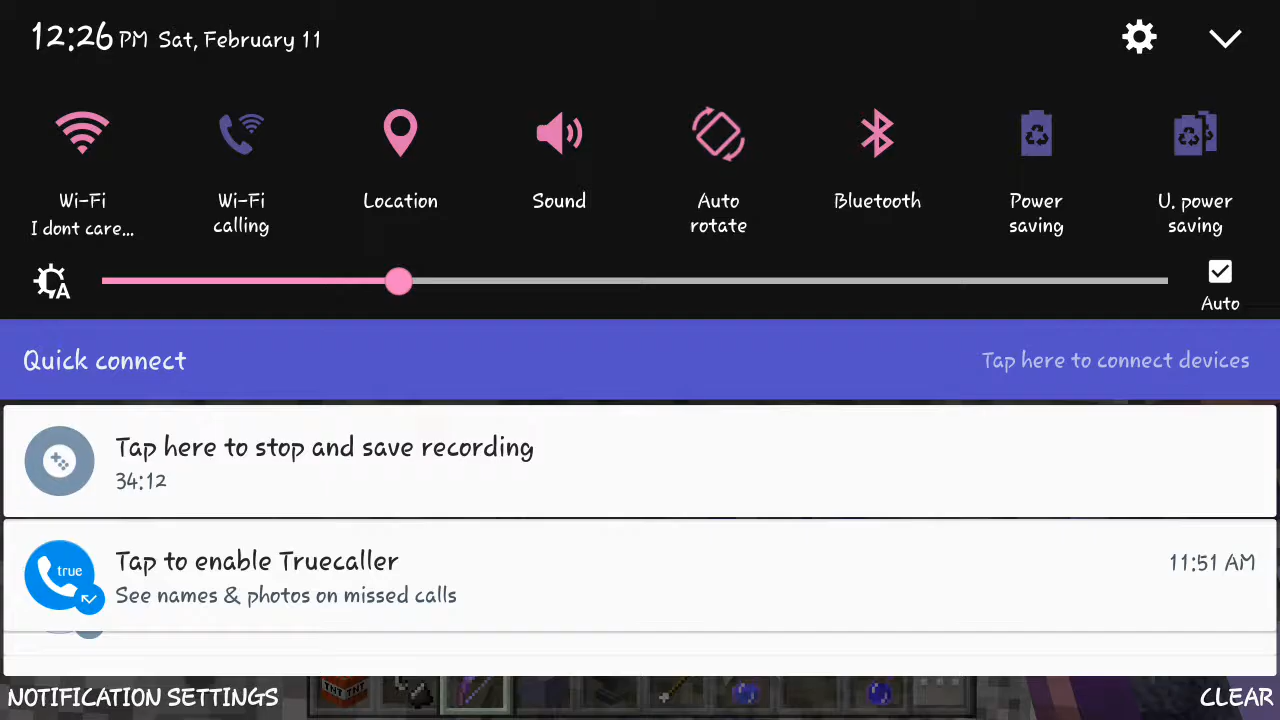 12:26 PM Sat, February 11
Wi-Fi
I dont care...
Wi-Fi
calling
Location
Sound
Auto
rotate
Bluetooth
Power
saving
U. power
saving
A
Auto
Quick connect
Tap here to connect devices
Tap here to stop and save recording
34:12
true
Tap to enable Truecaller
11:51 AM
See names & photos on missed calls
TNT TNT
NOTIFICATION SETTINGS
CLEAR